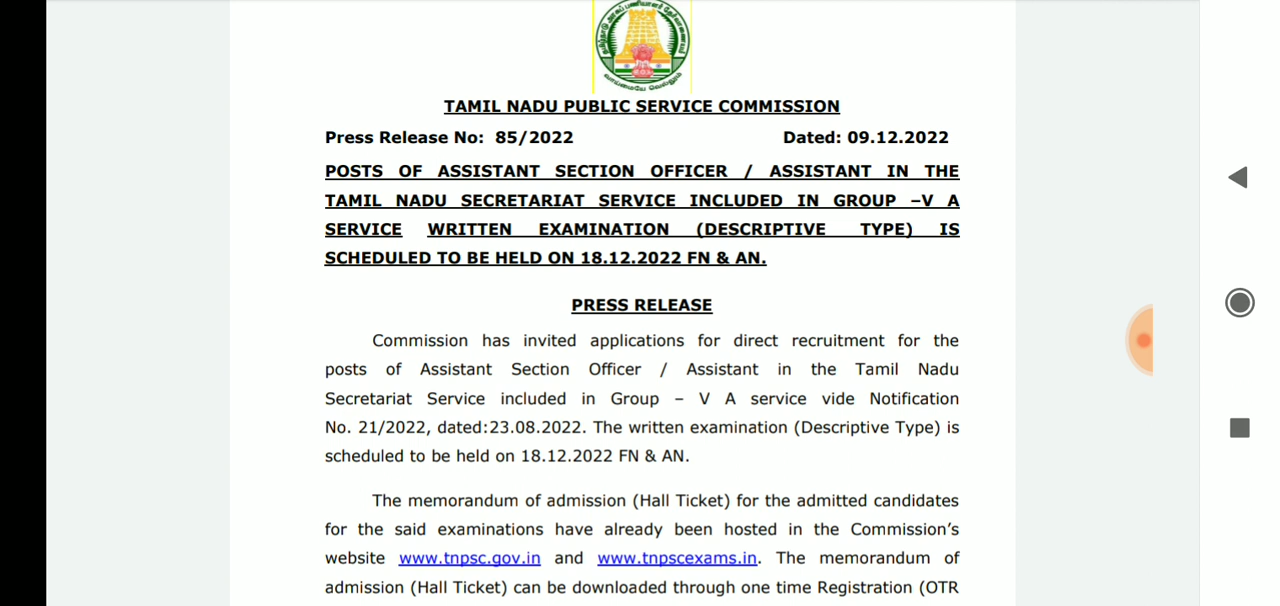 தமிழ்நாடு அரசுப் பணியாளர் தேர்வாணையம்
வாய்மையே வெல்லும்
TAMIL NADU PUBLIC SERVICE COMMISSION
Press Release No: 85/2022 Dated: 09.12.2022
POSTS OF ASSISTANT SECTION OFFICER / ASSISTANT IN THE
TAMIL NADU SECRETARIAT SERVICE INCLUDED IN GROUP –V A
SERVICE WRITTEN EXAMINATION (DESCRIPTIVE TYPE) IS
SCHEDULED TO BE HELD ON 18.12.2022 FN & AN.
PRESS RELEASE
Commission has invited applications for direct recruitment for the
posts of Assistant Section Officer / Assistant in the Tamil Nadu
Secretariat Service included in Group – V A service vide Notification
No. 21/2022, dated:23.08.2022. The written examination (Descriptive Type) is
scheduled to be held on 18.12.2022 FN & AN.
The memorandum of admission (Hall Ticket) for the admitted candidates
for the said examinations have already been hosted in the Commission’s
website www.tnpsc.gov.in and www.tnpscexams.in. The memorandum of
admission (Hall Ticket) can be downloaded through one time Registration (OTR